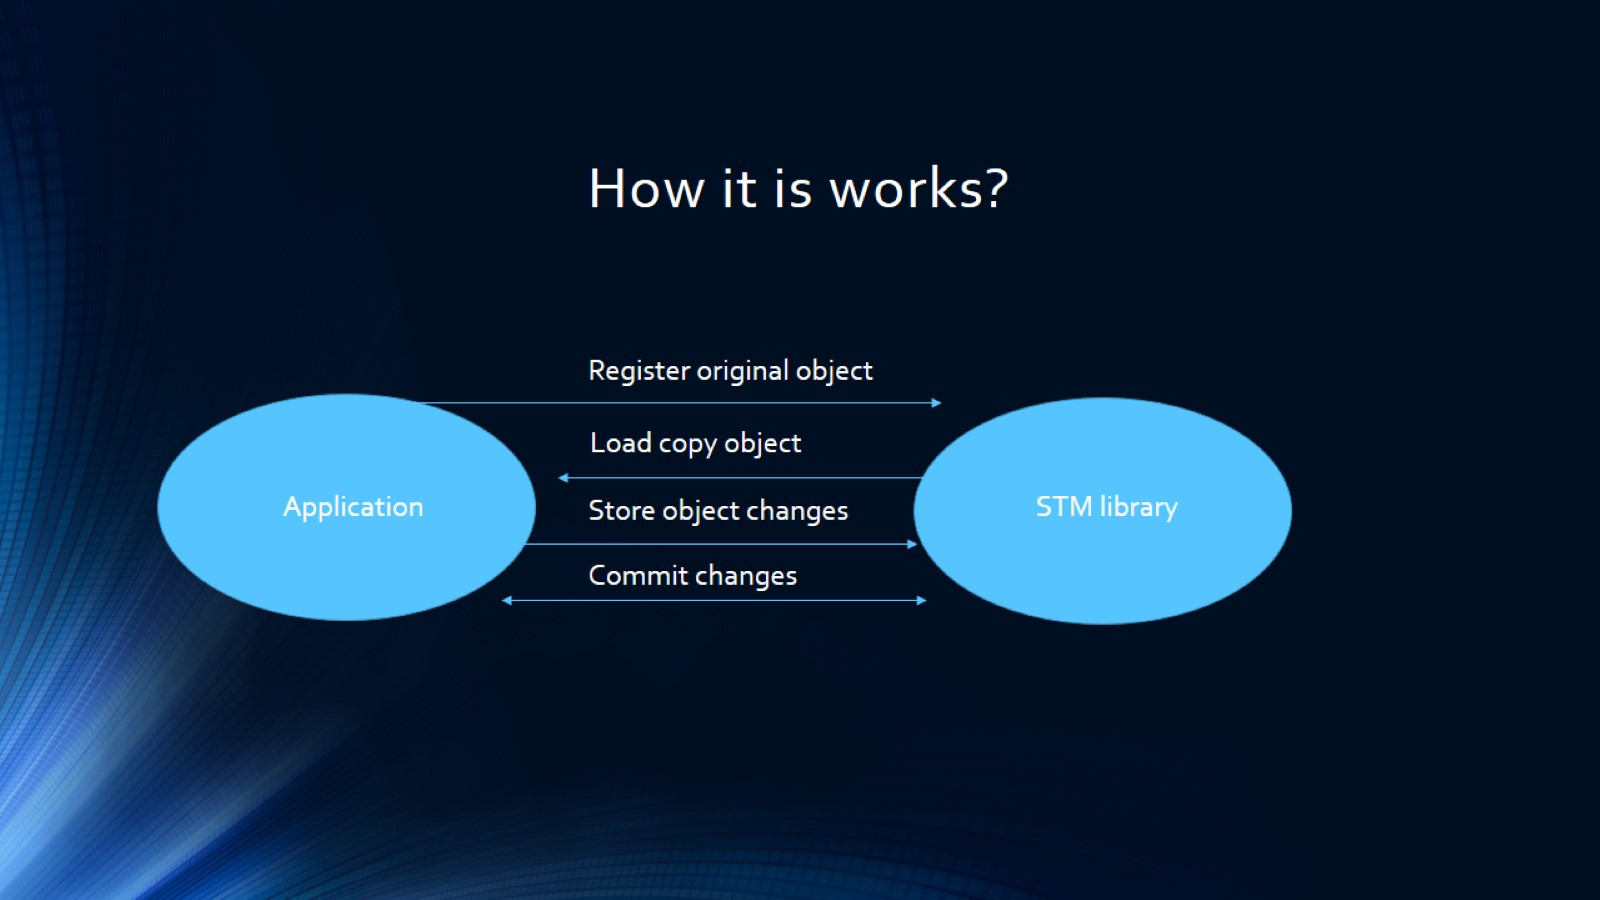 How it is works?
Register original object
Load copy object
Application
STM library
Store object changes
Commit changes